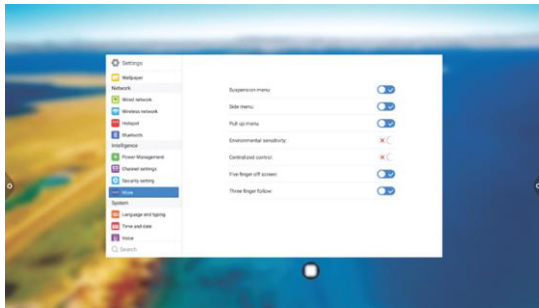 Settings
Wallpaper
Network
Wired network
Wireless network
Hotspot
Bluetooth
Intelligence
Power Management
Channel settings
Security setting
More
System
Language and typing
Time and date
Search
Suspension menu
Side menu:
Pull up menu
Environmental sensitivity:
Centralized control:
Five finger off screen:
Three finger follow: